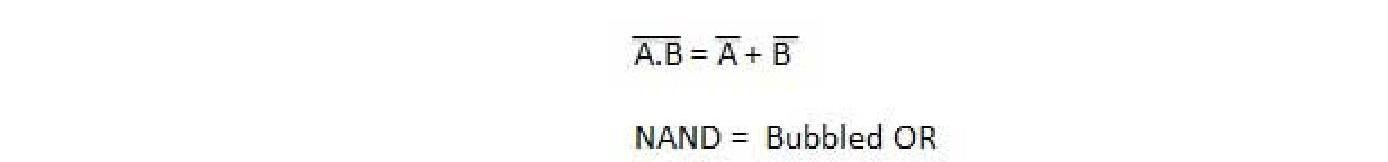 A̅.̅B̅ = A̅ + B̅
NAND = Bubbled OR